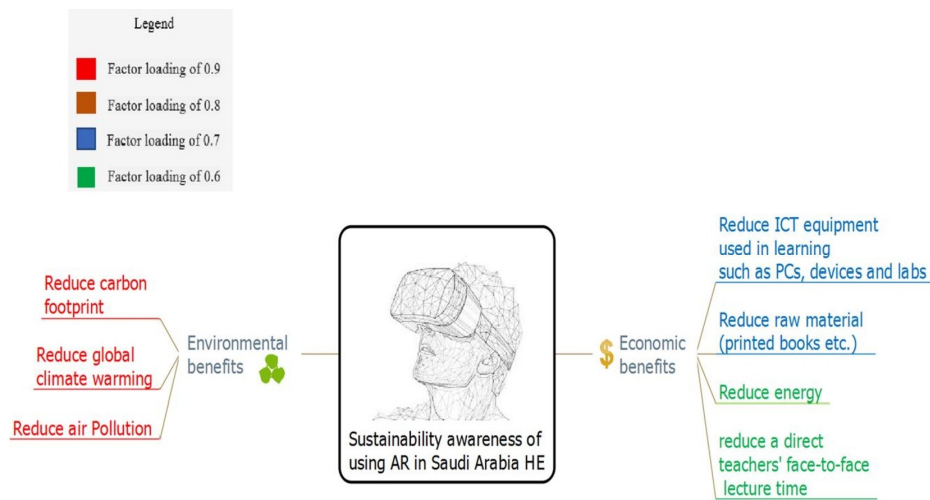 Legend
Factor loading of 0.9
Factor loading of 0.8
Factor loading of 0.7
Factor loading of 0.6
Reduce carbon
footprint
Reduce global
climate warming
Reduce air Pollution
Environmental
benefits
Sustainability awareness of
using AR in Saudi Arabia HE
$ Economic
benefits
Reduce ICT equipment
used in learning
such as PCs, devices and labs
Reduce raw material
(printed books etc.)
Reduce energy
reduce a direct
teachers' face-to-face
lecture time